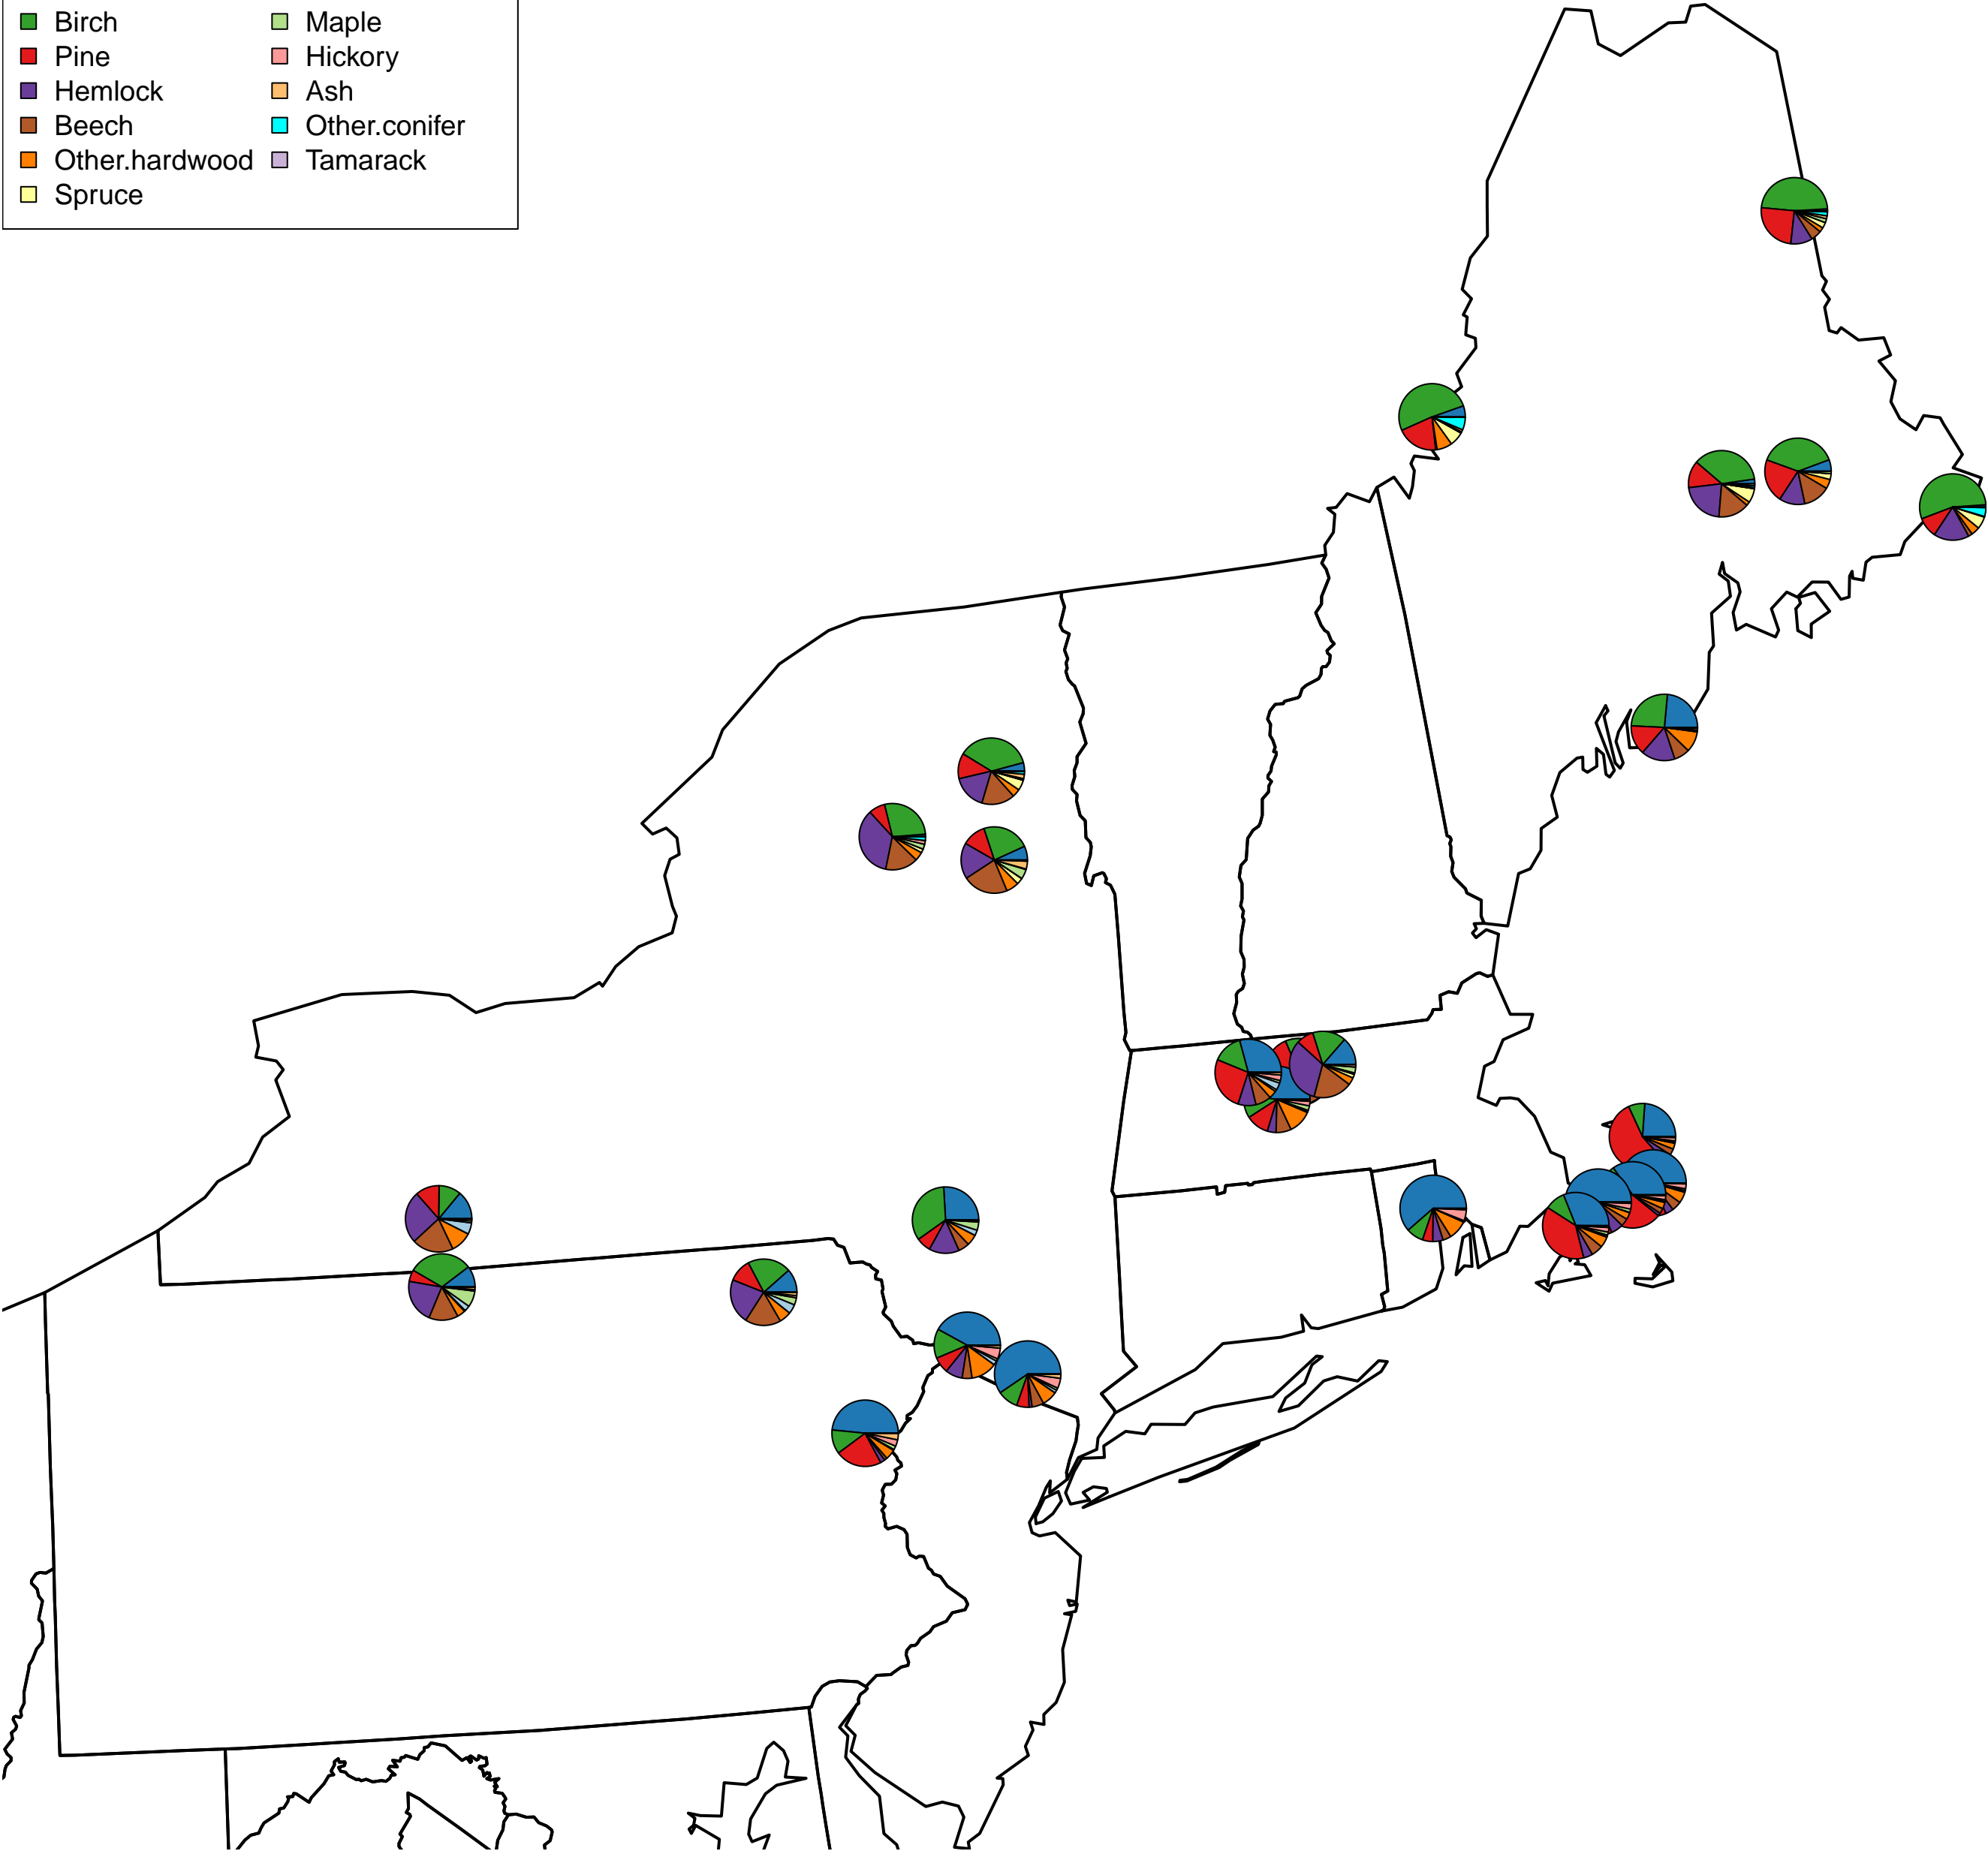 Birch
Pine
Hemlock
Beech
Other.hardwood
Spruce
Maple
Hickory
Ash
Other.conifer
Tamarack